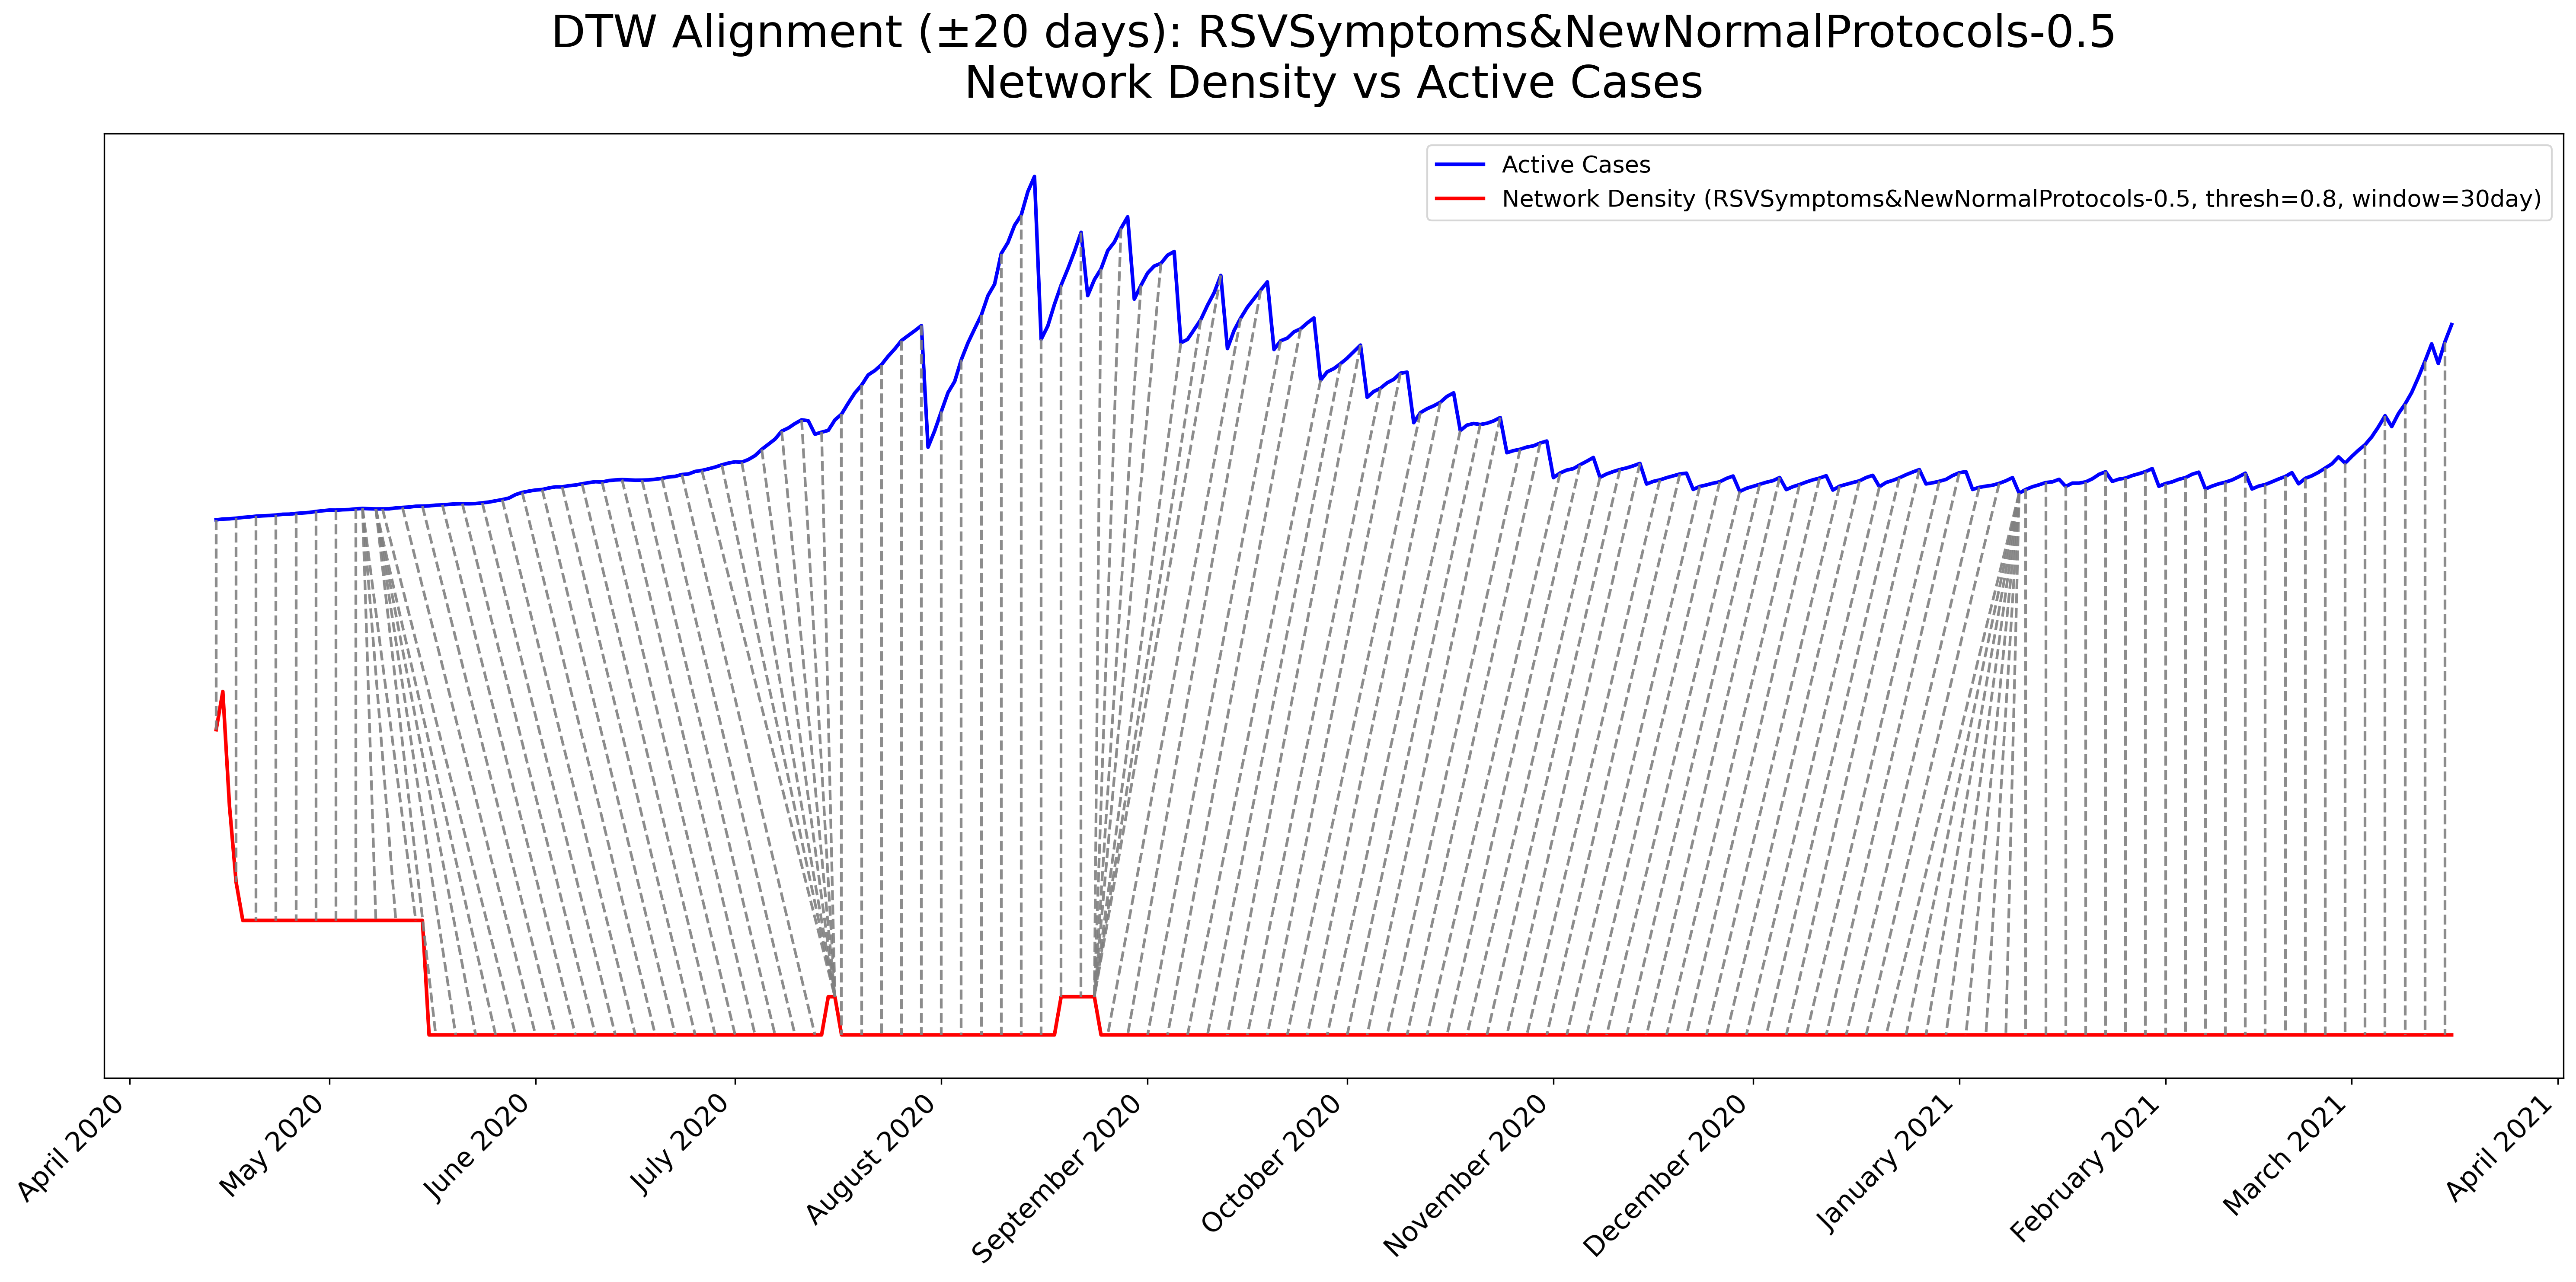 DTW Alignment (±20 days): RSVSymptoms&NewNormalProtocols-0.5
Network Density vs Active Cases
Active Cases
Network Density (RSVSymptoms&NewNormalProtocols-0.5, thresh=0.8, window=30day)
April 2020
May 2020
June 2020
July 2020
August 2020
September 2020
October 2020
November 2020
December 2020
January 2021
February 2021
March 2021
April 2021